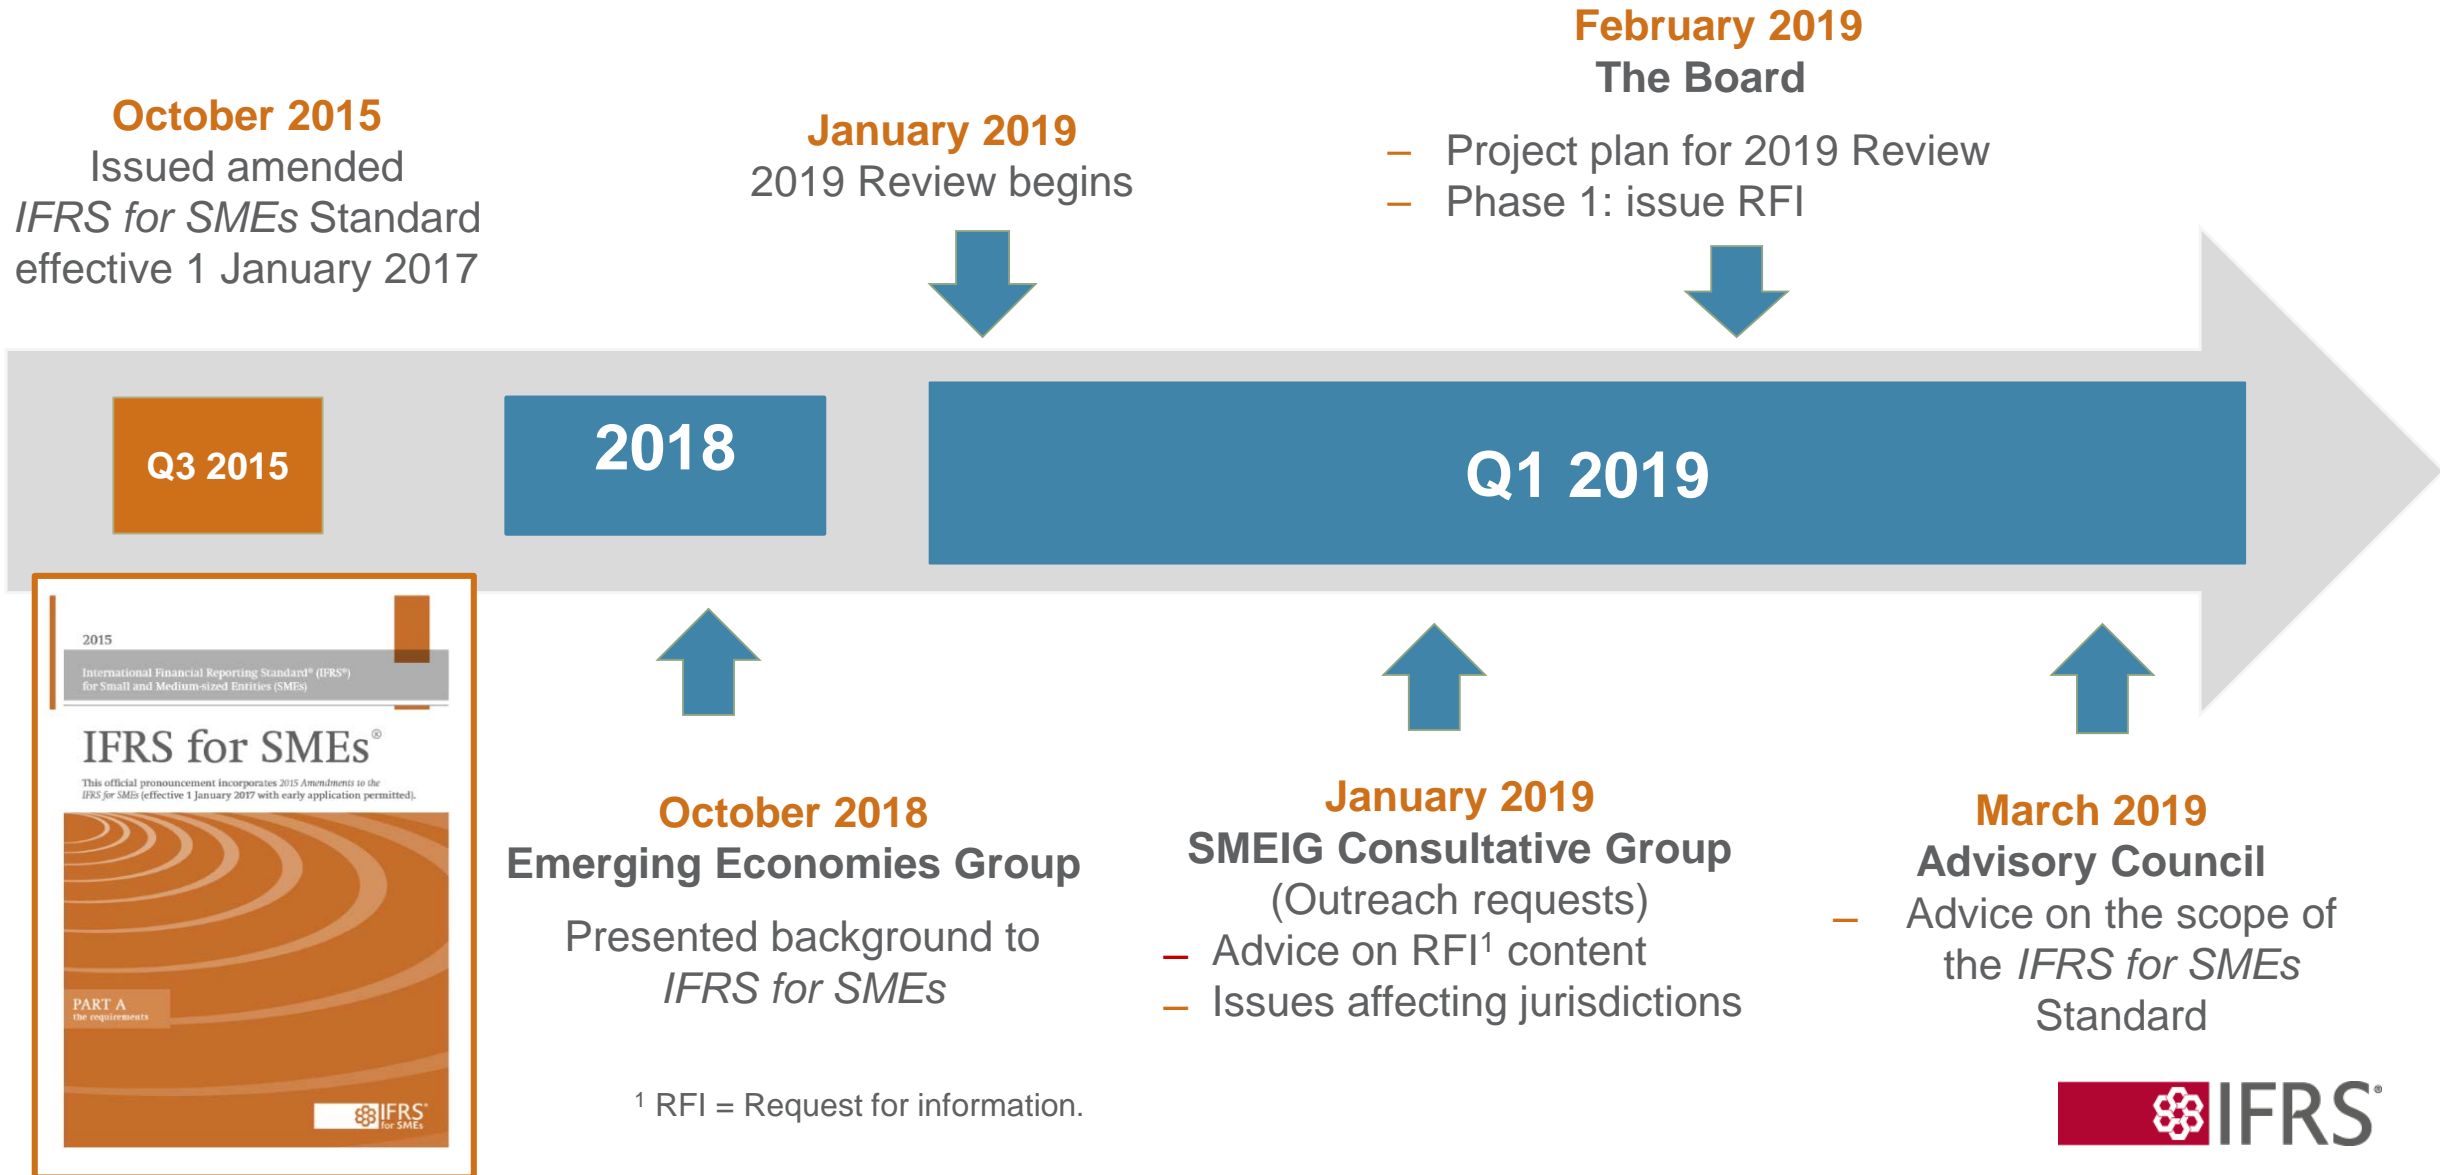 October 2015
Issued amended
IFRS for SMEs Standard
effective 1 January 2017
January 2019
2019 Review begins
February 2019
The Board
– Project plan for 2019 Review
– Phase 1: issue RFI
Q3 2015
2018
Q1 2019
2015
International Financial Reporting Standard® (IFRS®)
for Small and Medium-sized Entities (SMEs)
IFRS for SMEs®
This official pronouncement incorporates 2015 Amendments to the
IFRS for SMEs (effective 1 January 2017 with early application permitted).
PART A
the requirements
IFRS®
for SMEs
October 2018
Emerging Economies Group
Presented background to
IFRS for SMEs
January 2019
SMEIG Consultative Group
(Outreach requests)
– Advice on RFI¹ content
– Issues affecting jurisdictions
March 2019
Advisory Council
– Advice on the scope of
the IFRS for SMEs
Standard
¹ RFI = Request for information.
IFRS®